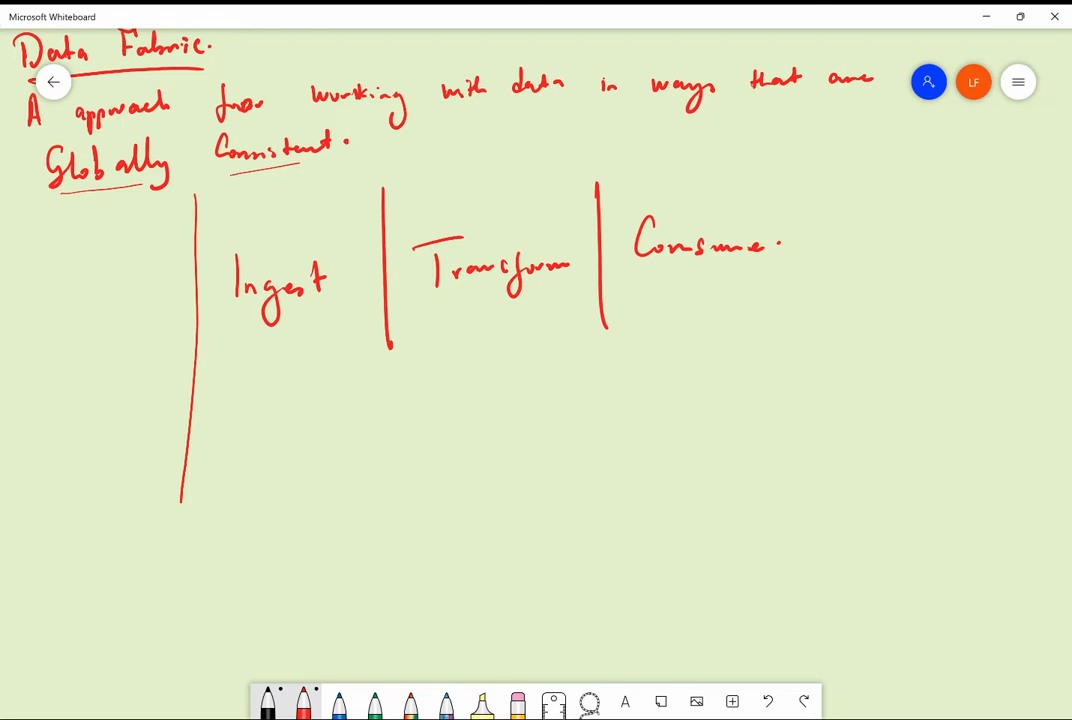 Microsoft Whiteboard
Data Fabric.
A approach for working with data in ways that are
Globally Consistent.
Ingest
Transform
Consume.
LF
A